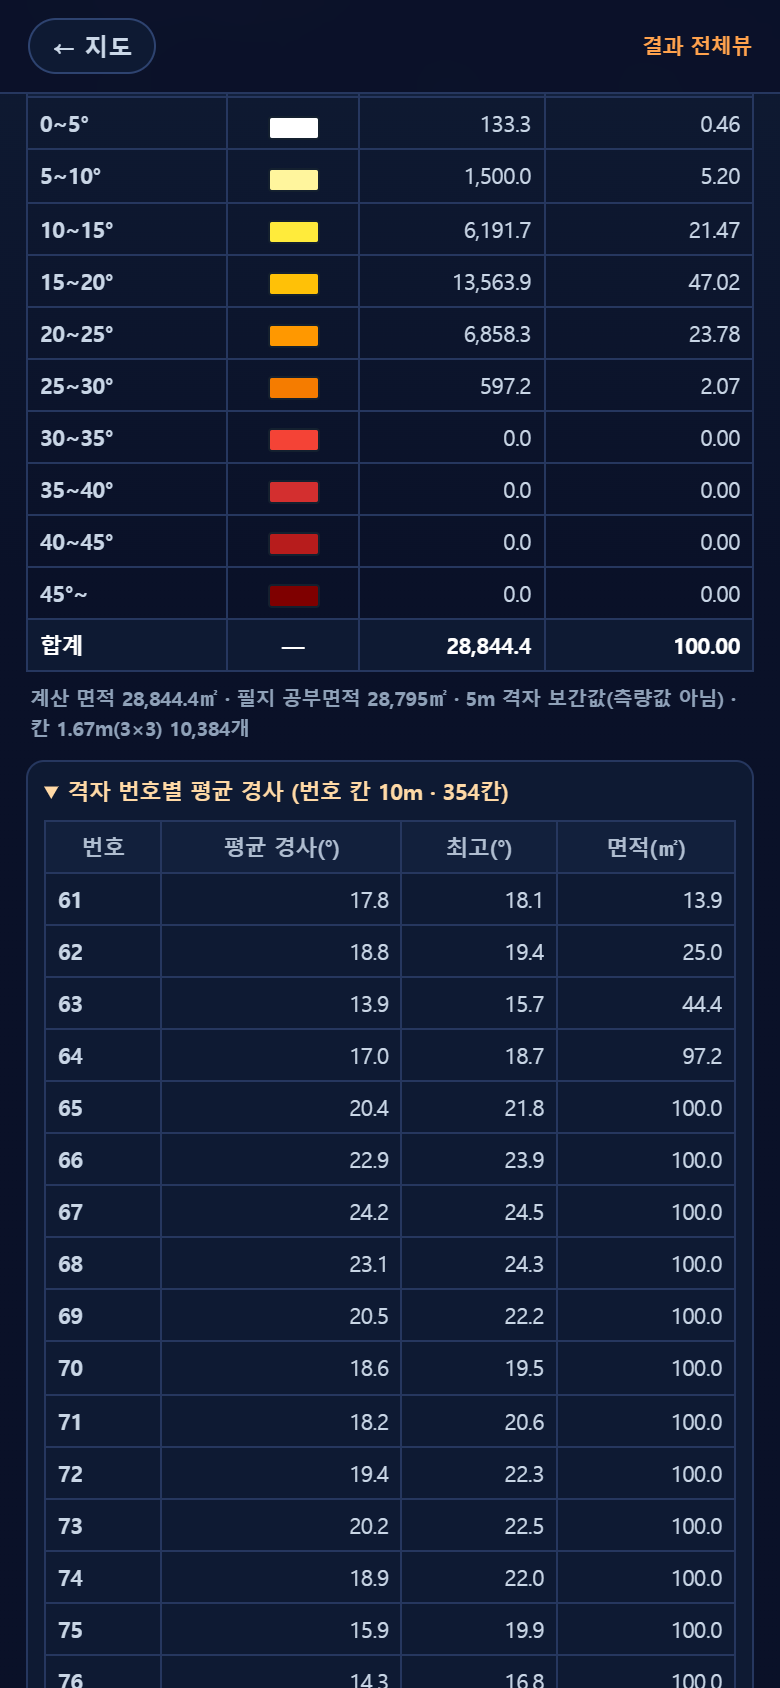 ← 지도
결과 전체뷰
0~5° 133.3 0.46
5~10° 1,500.0 5.20
10~15° 6,191.7 21.47
15~20° 13,563.9 47.02
20~25° 6,858.3 23.78
25~30° 597.2 2.07
30~35° 0.0 0.00
35~40° 0.0 0.00
40~45° 0.0 0.00
45°~ 0.0 0.00
합계 — 28,844.4 100.00
계산 면적 28,844.4㎡ · 필지 공부면적 28,795㎡ · 5m 격자 보간값(측량값 아님) ·
칸 1.67m(3×3) 10,384개
▼ 격자 번호별 평균 경사 (번호 칸 10m · 354칸)
번호 평균 경사(°) 최고(°) 면적(㎡)
61 17.8 18.1 13.9
62 18.8 19.4 25.0
63 13.9 15.7 44.4
64 17.0 18.7 97.2
65 20.4 21.8 100.0
66 22.9 23.9 100.0
67 24.2 24.5 100.0
68 23.1 24.3 100.0
69 20.5 22.2 100.0
70 18.6 19.5 100.0
71 18.2 20.6 100.0
72 19.4 22.3 100.0
73 20.2 22.5 100.0
74 18.9 22.0 100.0
75 15.9 19.9 100.0
76 14.3 16.8 100.0